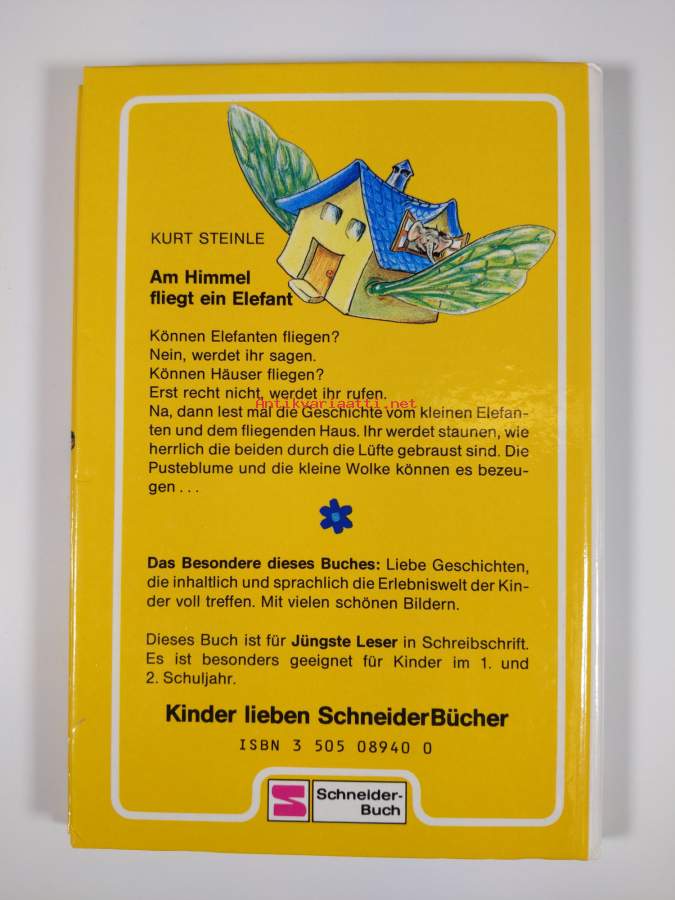 KURT STEINLE
Am Himmel
fliegt ein Elefant
Können Elefanten fliegen?
Nein, werdet ihr sagen.
Können Häuser fliegen?
Erst recht nicht, werdet ihr rufen.
Antikvariaatti.net
Na, dann lest mal die Geschichte vom kleinen Elefan-
ten und dem fliegenden Haus. Ihr werdet staunen, wie
herrlich die beiden durch die Lüfte gebraust sind. Die
Pusteblume und die kleine Wolke können es bezeu-
gen . . .
Das Besondere dieses Buches: Liebe Geschichten,
die inhaltlich und sprachlich die Erlebniswelt der Kin-
der voll treffen. Mit vielen schönen Bildern.
Dieses Buch ist für Jüngste Leser in Schreibschrift.
Es ist besonders geeignet für Kinder im 1. und
2. Schuljahr.
Kinder lieben SchneiderBücher
ISBN 3 505 08940 0
Schneider-
Buch